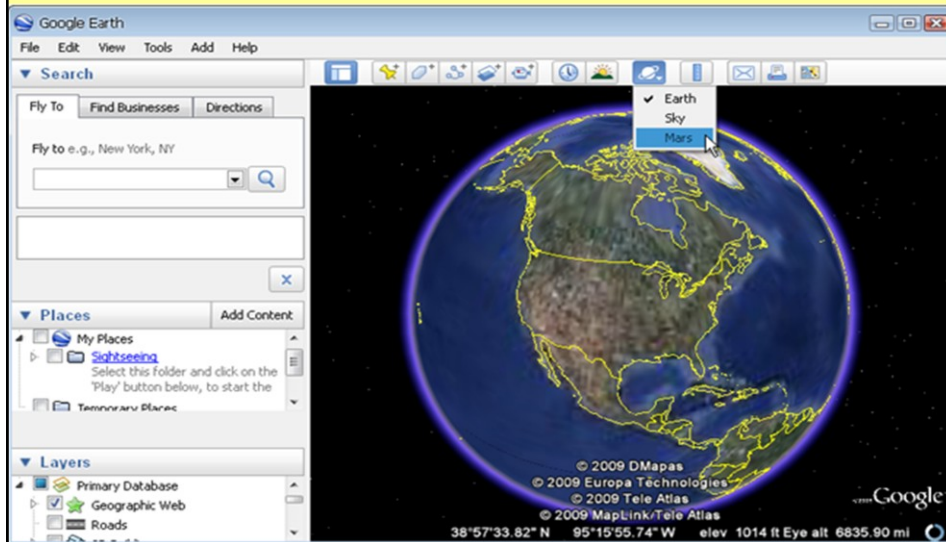 Google Earth
File Edit View Tools Add Help
Search
Fly To Find Businesses Directions
Fly to e.g., New York, NY
Places Add Content
My Places
Sightseeing
Select this folder and click on the
'Play' button below, to start the
Temporary Places
Layers
Primary Database
Geographic Web
Roads
Earth
Sky
Mars
© 2009 DMapas
© 2009 Europa Technologies
© 2009 Tele Atlas
© 2009 MapLink/Tele Atlas
Google
38°57'33.82" N 95°15'55.74" W elev 1014 ft Eye alt 6835.90 mi